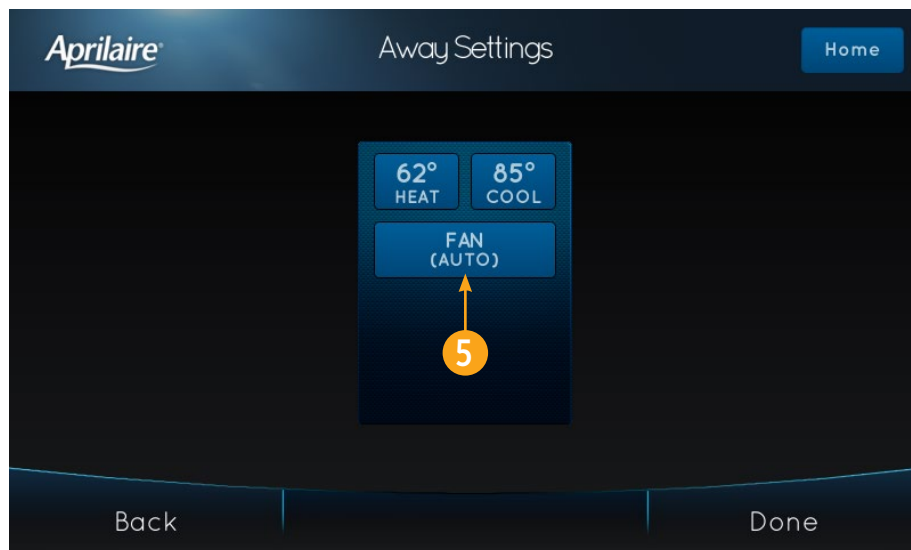 Aprilaire
Away Settings
Home
62° 85°
HEAT COOL
FAN
(AUTO)
5
Back
Done